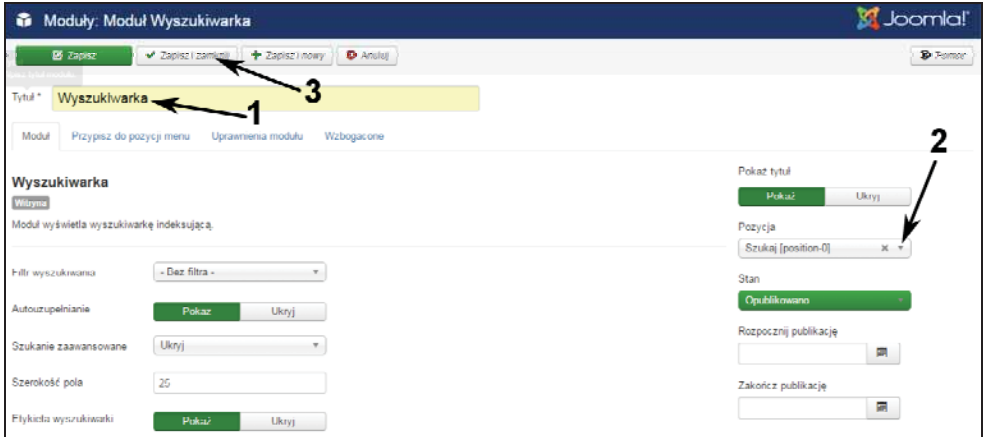 Moduły: Moduł Wyszukiwarka
Joomla!
Zapisz
Zapisz i zamknij
Zapisz i nowy
Anuluj
Pomoc
3
Tytuł * Wyszukiwarka
1
Moduł Przypisz do pozycji menu Uprawnienia modułu Wzbogacone
2
Wyszukiwarka
Witryna
Moduł wyświetla wyszukiwarkę indeksującą.
Filtr wyszukiwania - Bez filtra -
Autouzupełnianie Pokaż Ukryj
Szukanie zaawansowane Ukryj
Szerokość pola 25
Etykieta wyszukiwarki Pokaż Ukryj
Pokaż tytuł
Pokaż Ukryj
Pozycja
Szukaj [position-0]
Stan
Opublikowano
Rozpocznij publikację
Zakończ publikację